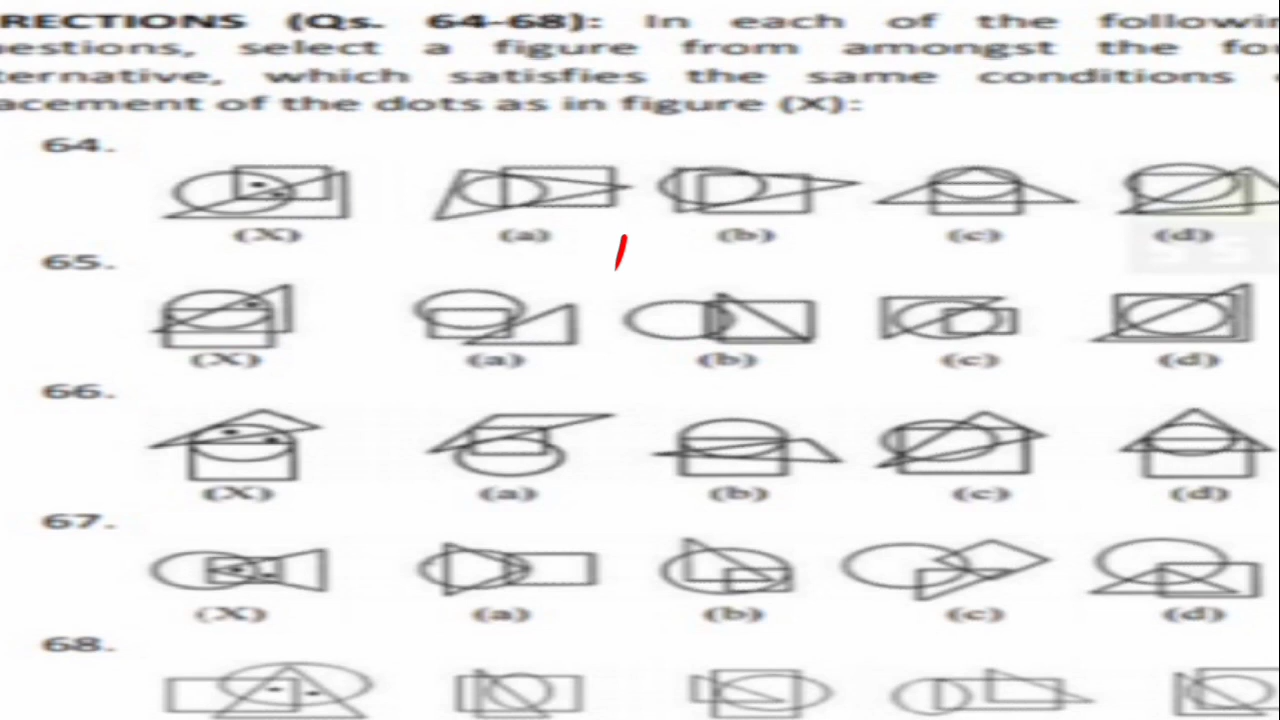 RECTIONS (Qs. 64-68): In each of the followin
estions, select a figure from amongst the fo
ternative, which satisfies the same conditions
acement of the dots as in figure (X):
64.
(X) (a) (b) (c) (d)
65.
(X) (a) (b) (c) (d)
66.
(X) (a) (b) (c) (d)
67.
(X) (a) (b) (c) (d)
68.